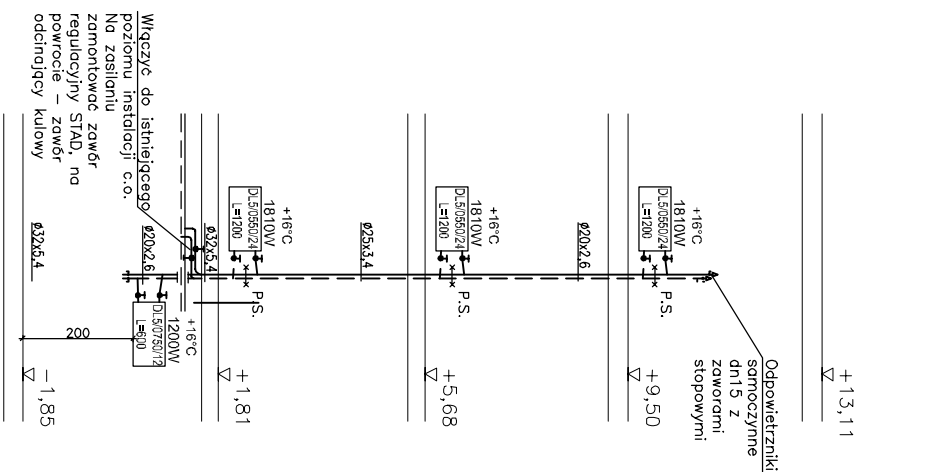 Włączyć do istniejącego
poziomu instalacji c.o.
Na zasilaniu
zamontować zawór
regulacyjny STAD, na
powrocie – zawór
odcinający kulowy
Odpowietrzniki
samoczynne
dn15 z
zaworami
stopowymi
+13,11
+16°C
1810W
DL5/0550/24
L=1200
ø20x2,6
P.S.
+9,50
+16°C
1810W
DL5/0550/24
L=1200
ø25x3,4
P.S.
+5,68
+16°C
1810W
DL5/0550/24
L=1200
ø32x5,4
P.S.
+1,81
ø20x2,6
+16°C
1200W
DL5/0750/12
L=600
ø32x5,4
200
-1,85